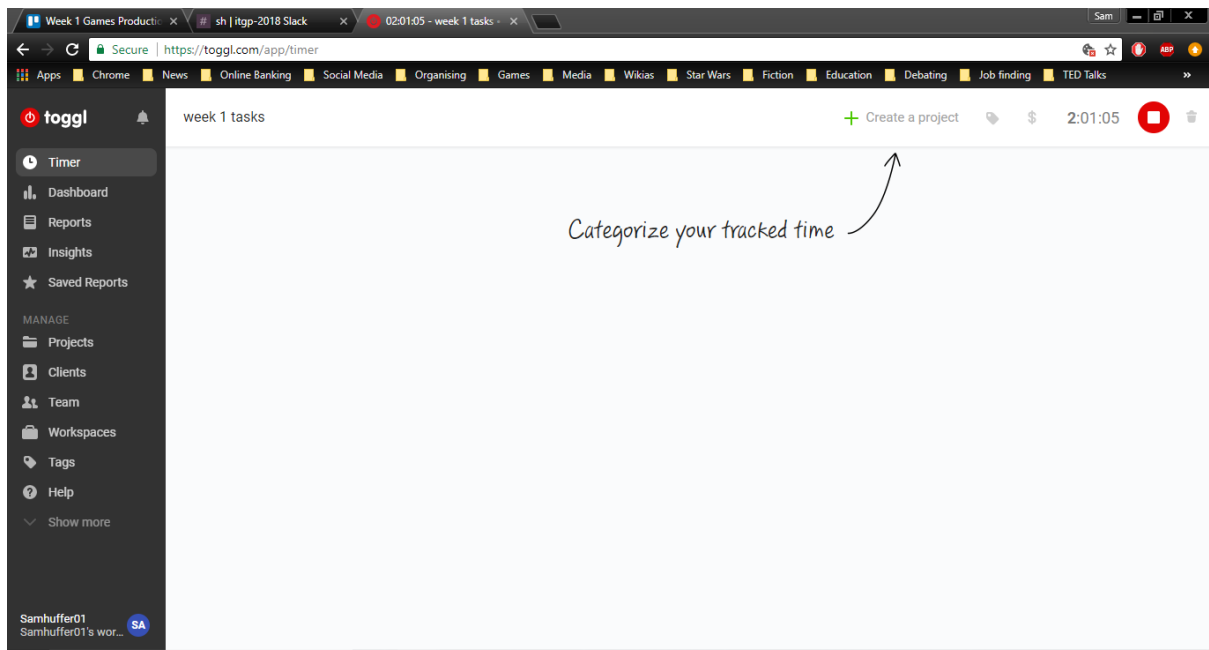 Week 1 Games Productic
sh | itgp-2018 Slack
02:01:05 - week 1 tasks -
Sam
Secure
https://toggl.com/app/timer
ABP
Apps
Chrome
News
Online Banking
Social Media
Organising
Games
Media
Wikias
Star Wars
Fiction
Education
Debating
Job finding
TED Talks
»
toggl
week 1 tasks
+ Create a project
$
2:01:05
Timer
Dashboard
Reports
Insights
Saved Reports
Categorize your tracked time
MANAGE
Projects
Clients
Team
Workspaces
Tags
Help
Show more
Samhuffer01
Samhuffer01's wor...
SA